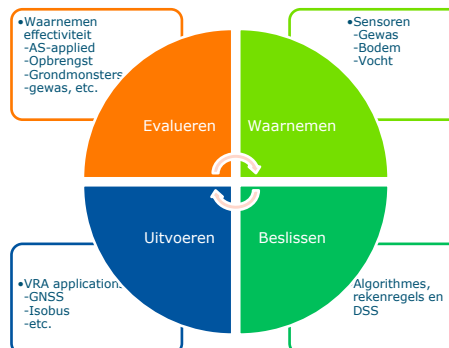 •Waarnemen
effectiviteit
-AS-applied
-Opbrengst
-Grondmonsters
-gewas, etc.
•Sensoren
-Gewas
-Bodem
-Vocht
Evalueren
Waarnemen
Uitvoeren
Beslissen
•VRA application
-GNSS
-Isobus
-etc.
Algoritmes,
rekenregels en
DSS